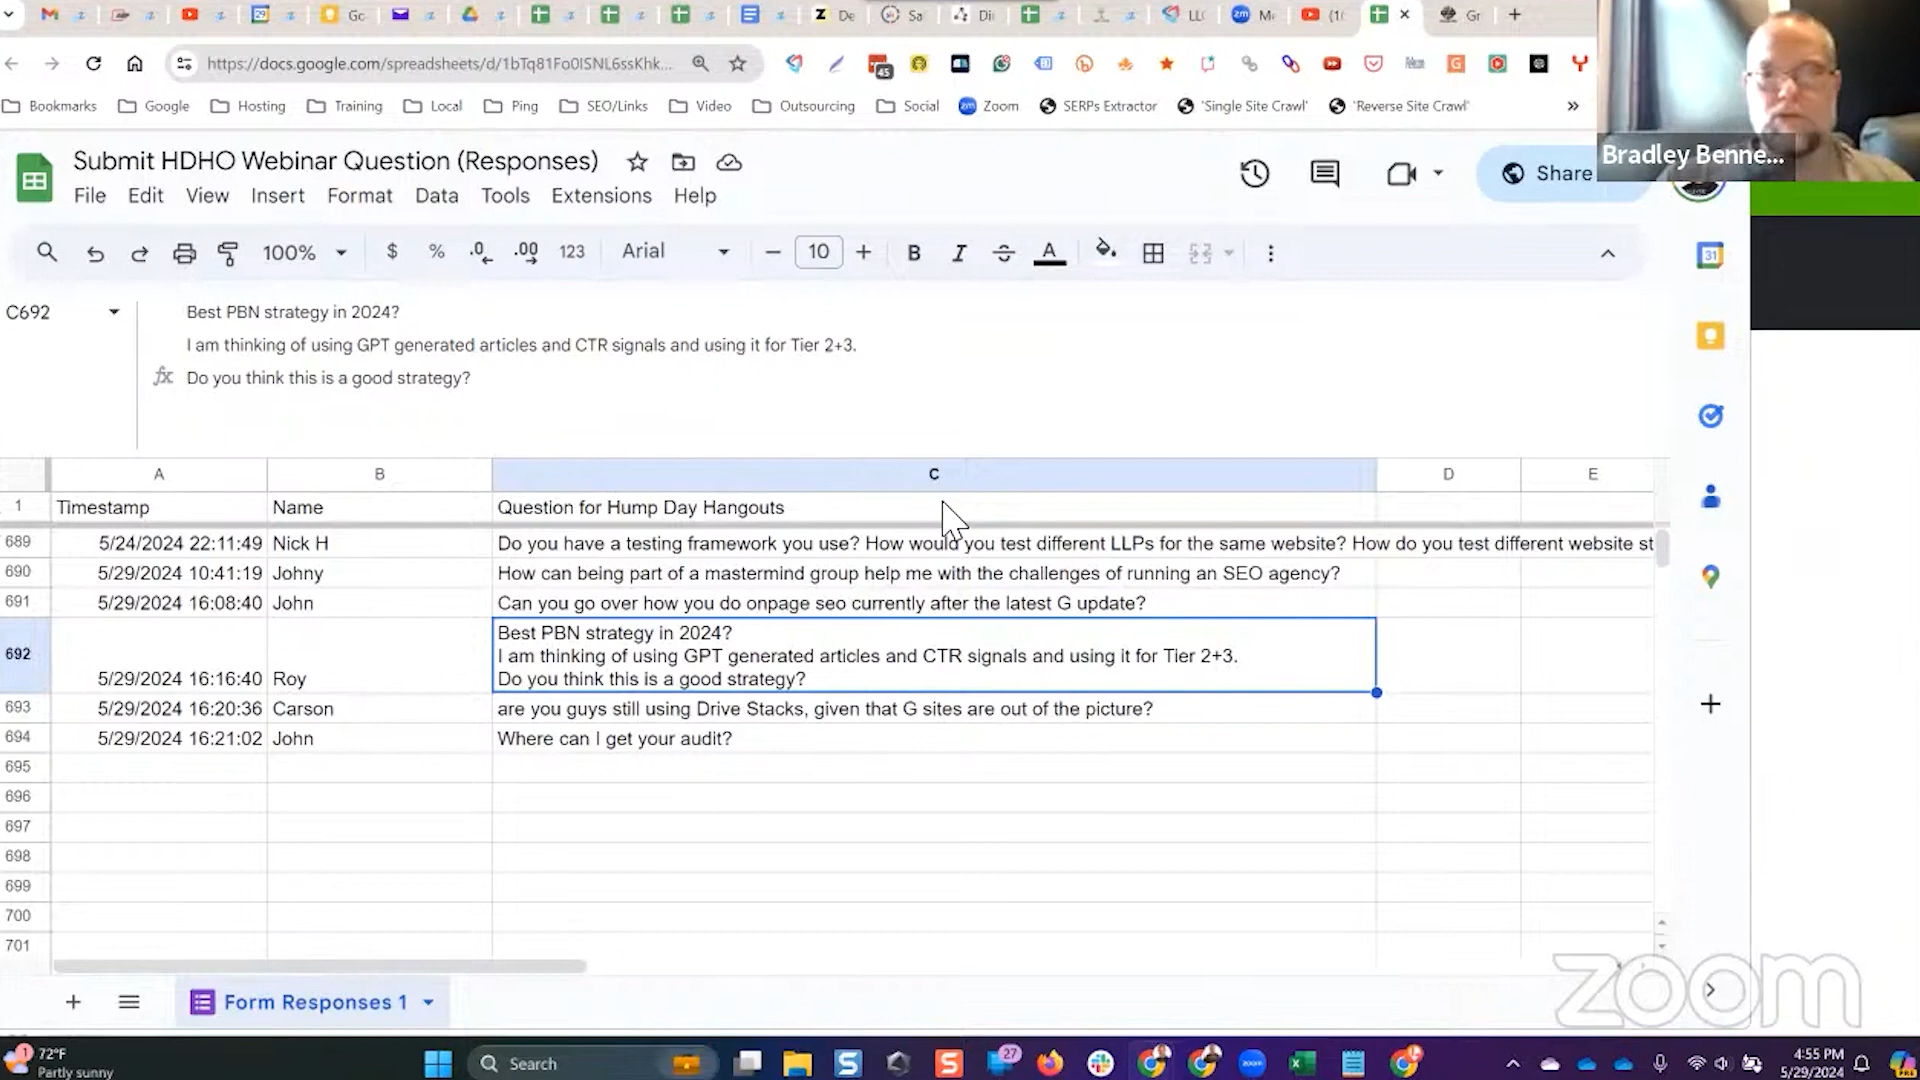 Gc
De
Sa
Di
LL(
M
(1
Gr
https://docs.google.com/spreadsheets/d/1bTq81Fo0lSNL6ssKhk...
45
Bookmarks
Google
Hosting
Training
Local
Ping
SEO/Links
Video
Outsourcing
Social
Zoom
SERPs Extractor
'Single Site Crawl'
'Reverse Site Crawl'
»
Bradley Benne...
Submit HDHO Webinar Question (Responses)
File Edit View Insert Format Data Tools Extensions Help
Share
100% $ % .0 .00 123 Arial 10 B I A
31
C692
Best PBN strategy in 2024?
I am thinking of using GPT generated articles and CTR signals and using it for Tier 2+3.
fx Do you think this is a good strategy?
A B C D E
1 Timestamp Name Question for Hump Day Hangouts
689 5/24/2024 22:11:49 Nick H Do you have a testing framework you use? How would you test different LLPs for the same website? How do you test different website st
690 5/29/2024 10:41:19 Johny How can being part of a mastermind group help me with the challenges of running an SEO agency?
691 5/29/2024 16:08:40 John Can you go over how you do onpage seo currently after the latest G update?
Best PBN strategy in 2024?
692 I am thinking of using GPT generated articles and CTR signals and using it for Tier 2+3.
5/29/2024 16:16:40 Roy Do you think this is a good strategy?
693 5/29/2024 16:20:36 Carson are you guys still using Drive Stacks, given that G sites are out of the picture?
694 5/29/2024 16:21:02 John Where can I get your audit?
695
696
697
698
699
700
701
zoom
Form Responses 1
1
72°F
Partly sunny
Search
27
4:55 PM
5/29/2024